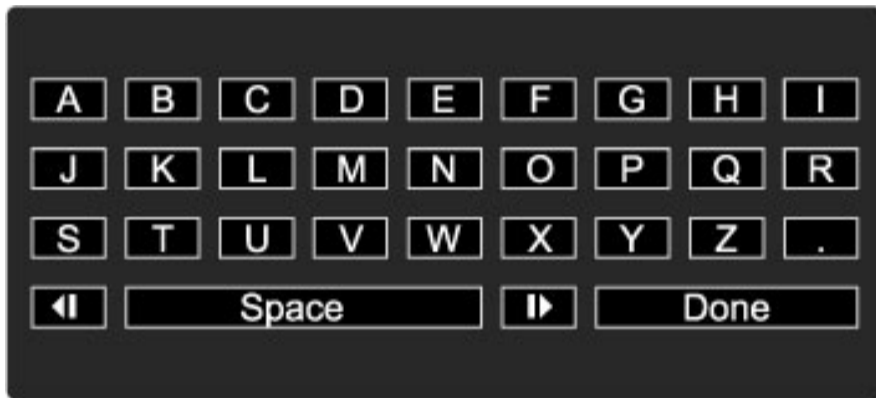 A B C D E F G H I
J K L M N O P Q R
S T U V W X Y Z .
Space Done